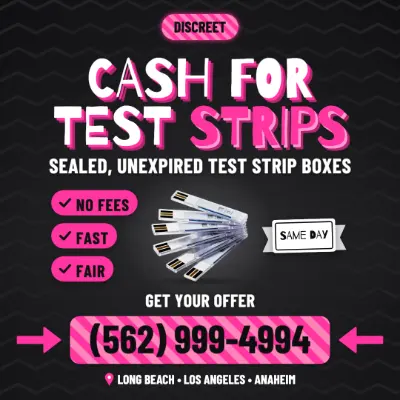 DISCREET
CASH FOR
TEST STRIPS
SEALED, UNEXPIRED TEST STRIP BOXES
NO FEES
FAST
FAIR
SAME DAY
GET YOUR OFFER
(562) 999-4994
LONG BEACH • LOS ANGELES • ANAHEIM